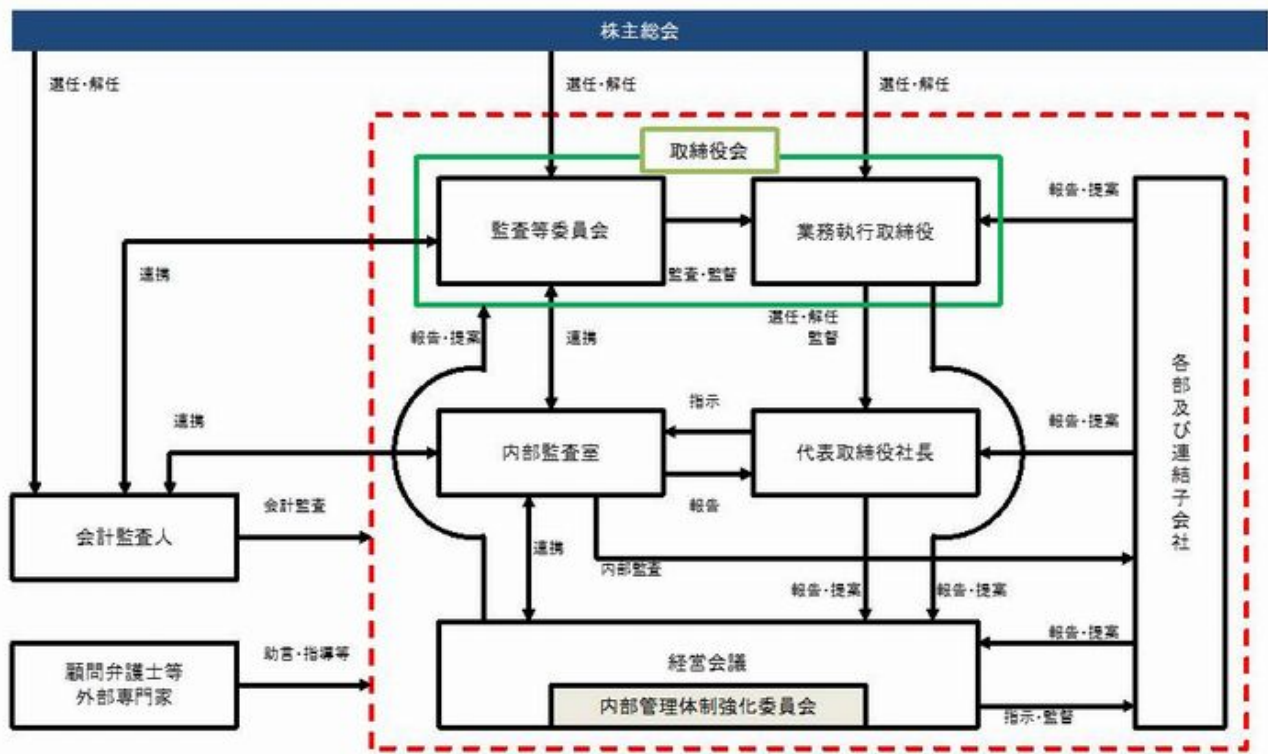 株主総会
選任・解任
選任・解任
選任・解任
取締役会
監査等委員会
業務執行取締役
報告・提案
連携
監査・監督
報告・提案
連携
選任・解任
監督
各部及び連結子会社
連携
指示
報告・提案
内部監査室
代表取締役社長
報告
会計監査
会計監査人
連携
内部監査
報告・提案
報告・提案
報告・提案
助言・指導等
顧問弁護士等
外部専門家
経営会議
内部管理体制強化委員会
指示・監督